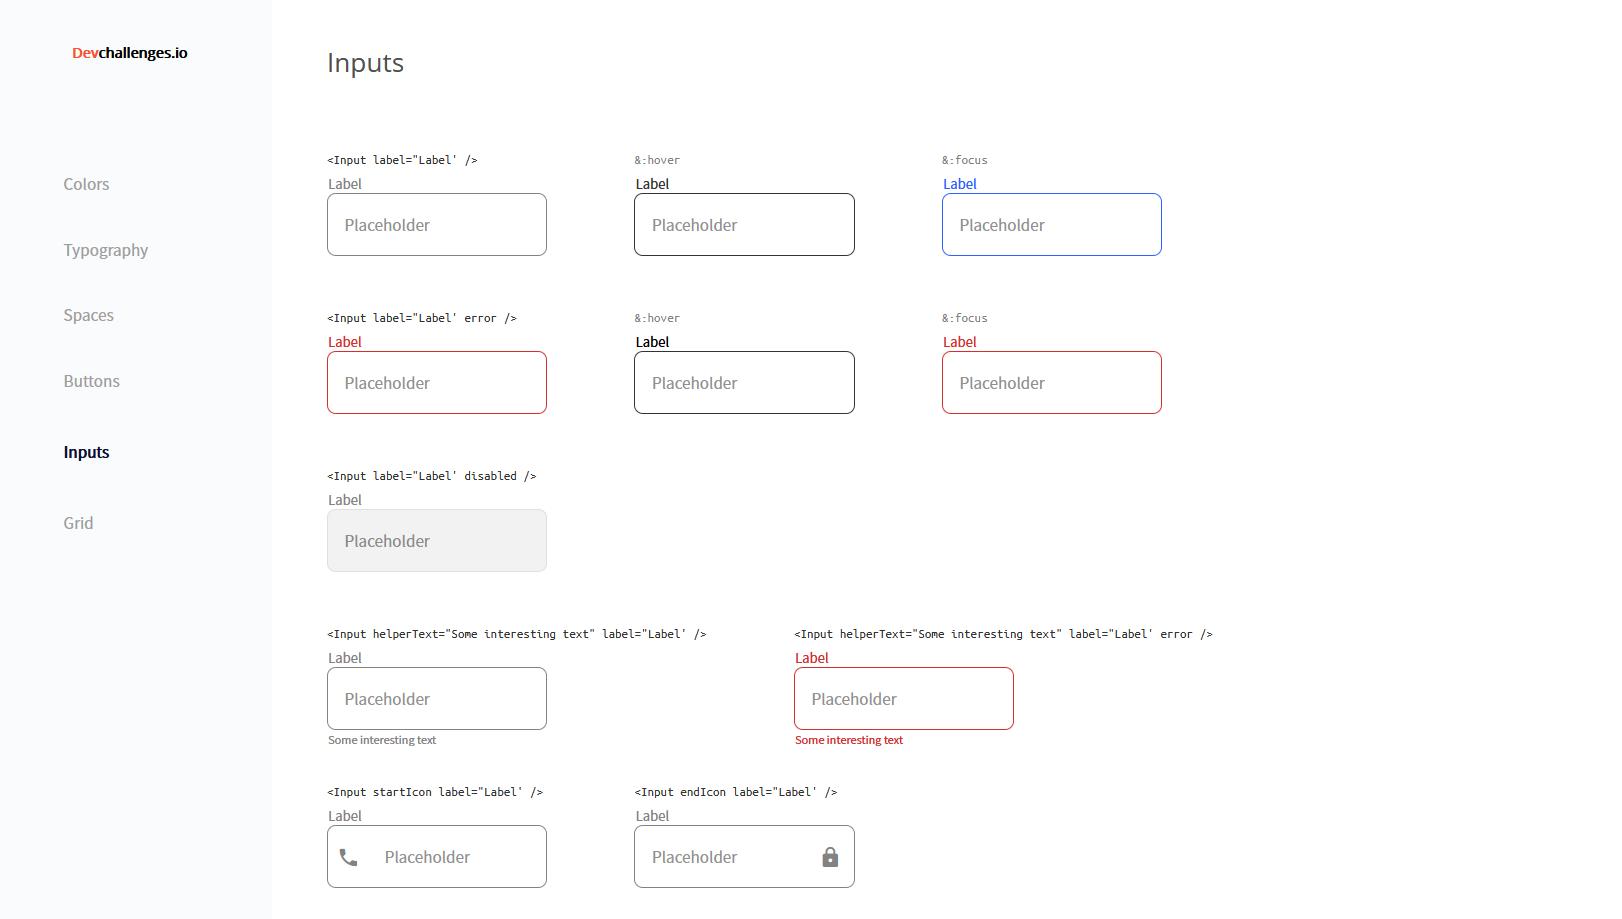 Devchallenges.io
Colors
Typography
Spaces
Buttons
Inputs
Grid
Inputs
<Input label="Label' />
&:hover
&:focus
Label
Label
Label
Placeholder
Placeholder
Placeholder
<Input label="Label' error />
&:hover
&:focus
Label
Label
Label
Placeholder
Placeholder
Placeholder
<Input label="Label' disabled />
Label
Placeholder
<Input helperText="Some interesting text" label="Label' />
<Input helperText="Some interesting text" label="Label' error />
Label
Label
Placeholder
Placeholder
Some interesting text
Some interesting text
<Input startIcon label="Label' />
<Input endIcon label="Label' />
Label
Label
Placeholder
Placeholder